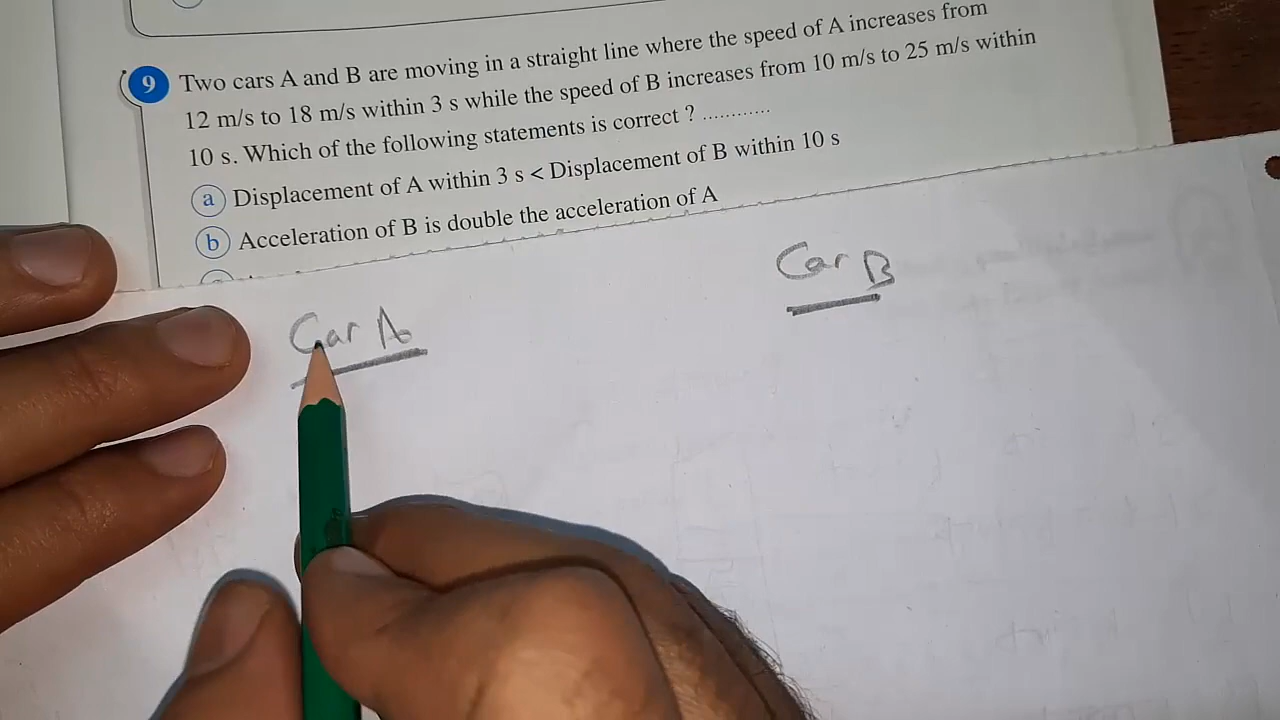 9 Two cars A and B are moving in a straight line where the speed of A increases from
12 m/s to 18 m/s within 3 s while the speed of B increases from 10 m/s to 25 m/s within
10 s. Which of the following statements is correct ? ............
a Displacement of A within 3 s < Displacement of B within 10 s
b Acceleration of B is double the acceleration of A
Car A
Car B